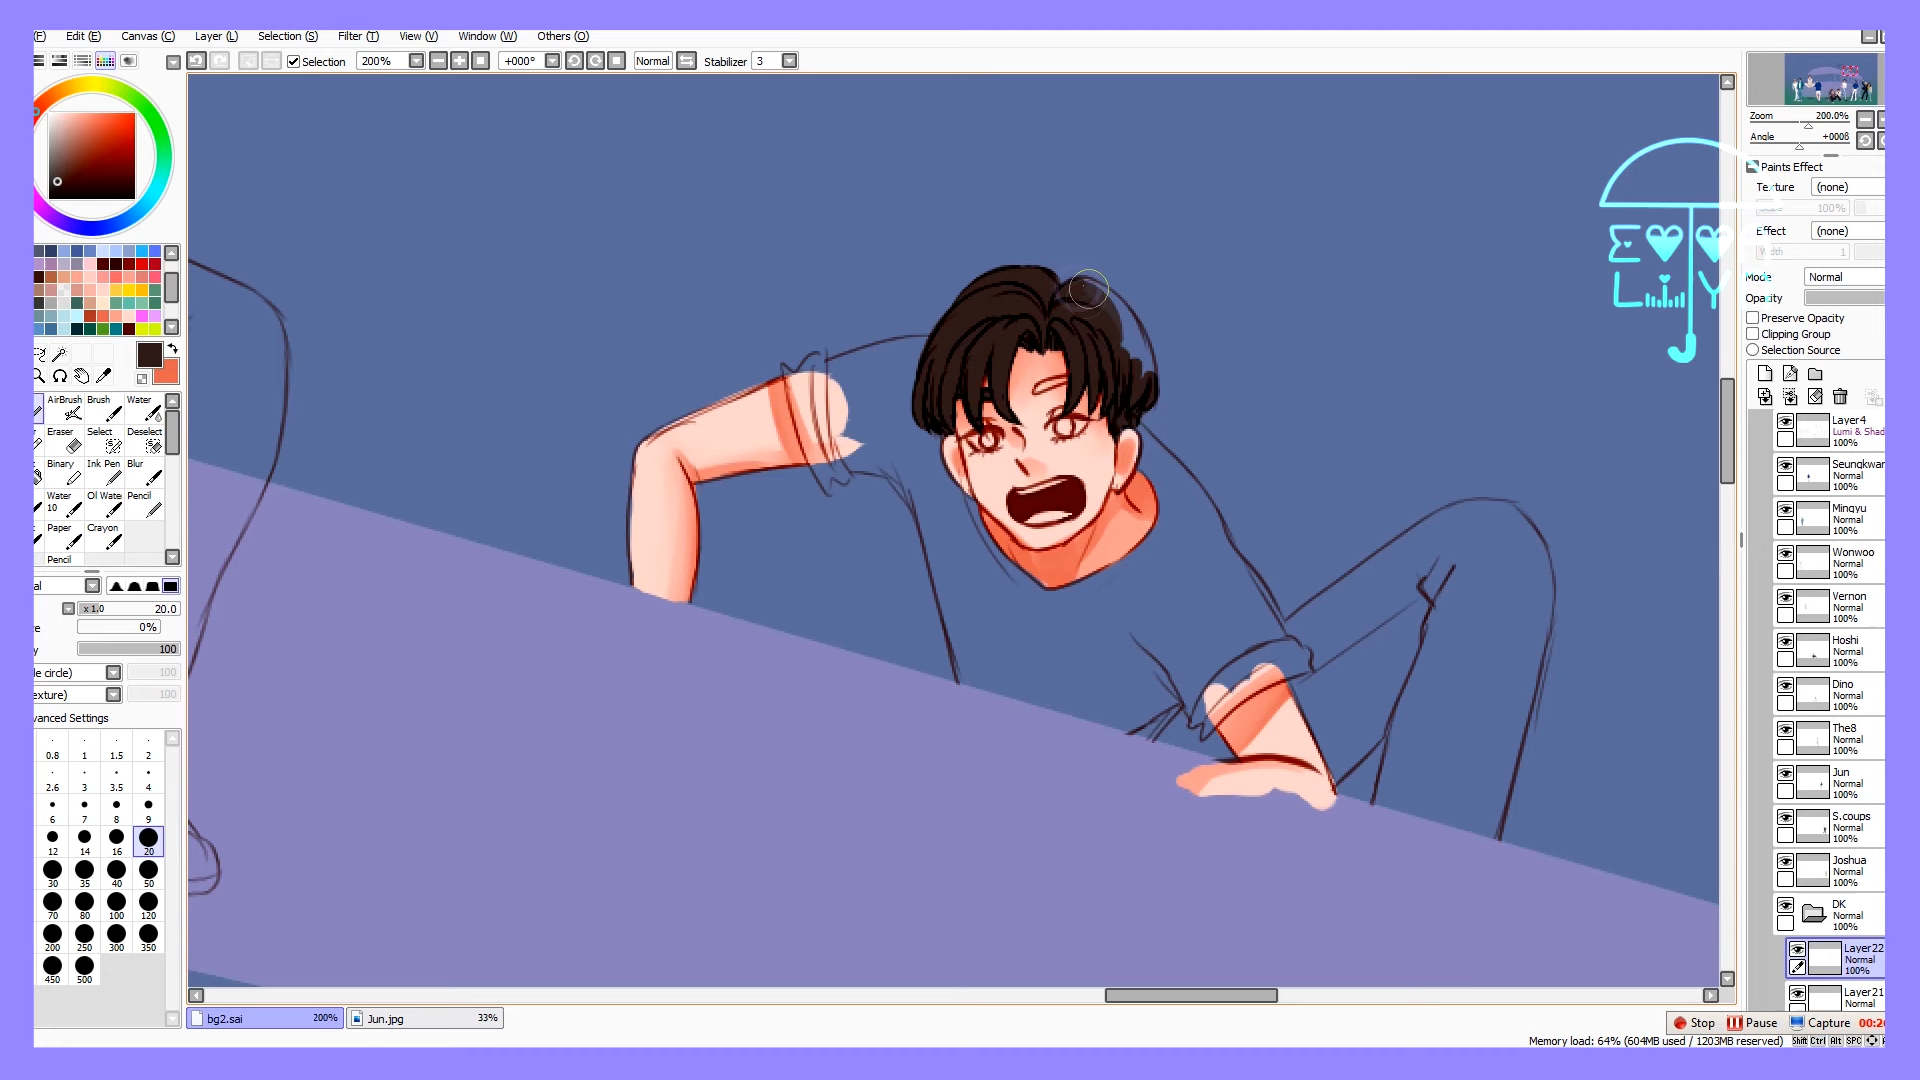 (F) Edit (E) Canvas (C) Layer (L) Selection (S) Filter (T) View (V) Window (W) Others (O)
Selection 200% +000° Normal Stabilizer 3
Zoom 200.0%
Angle +000ß
Paints Effect
Texture (none)
100%
Effect (none)
Width 1
Mode Normal
Opacity
Preserve Opacity
Clipping Group
Selection Source
AirBrush Brush Water
Eraser Select Deselect
Binary Ink Pen Blur
Water 10 Oil Water Pencil
Paper Crayon
Pencil
x 1.0 20.0
0%
100
le circle) 100
exture) 100
vanced Settings
0.8 1 1.5 2
2.6 3 3.5 4
6 7 8 9
12 14 16 20
30 35 40 50
70 80 100 120
200 250 300 350
450 500
Layer4
Lumi & Shad
100%
Seungkwan
Normal
100%
Mingyu
Normal
100%
Wonwoo
Normal
100%
Vernon
Normal
100%
Hoshi
Normal
100%
Dino
Normal
100%
The8
Normal
100%
Jun
Normal
100%
S.coups
Normal
100%
Joshua
Normal
100%
DK
Normal
100%
Layer22
Normal
100%
Layer21
Normal
bg2.sai 200% Jun.jpg 33%
Stop Pause Capture
Memory load: 64% (604MB used / 1203MB reserved) Shift Ctrl Alt SPC